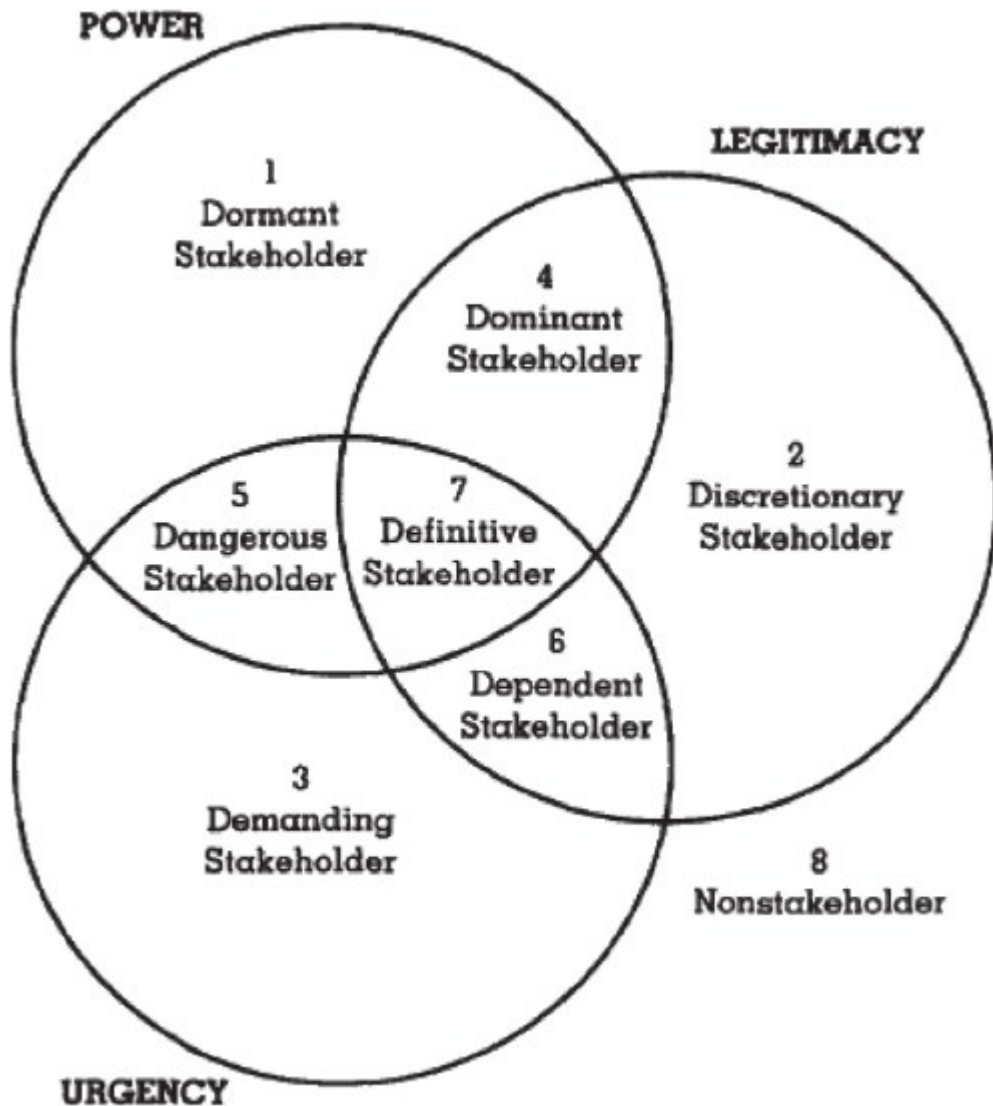 POWER
LEGITIMACY
1
Dormant
Stakeholder
4
Dominant
Stakeholder
2
Discretionary
Stakeholder
5
Dangerous
Stakeholder
7
Definitive
Stakeholder
6
Dependent
Stakeholder
3
Demanding
Stakeholder
8
Nonstakeholder
URGENCY